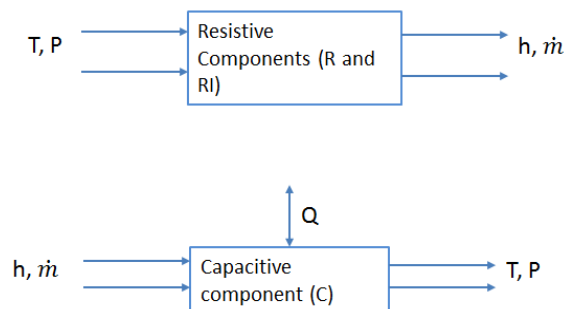 T, P
Resistive
Components (R and
RI)
h, ṁ
Q
h, ṁ
Capacitive
component (C)
T, P